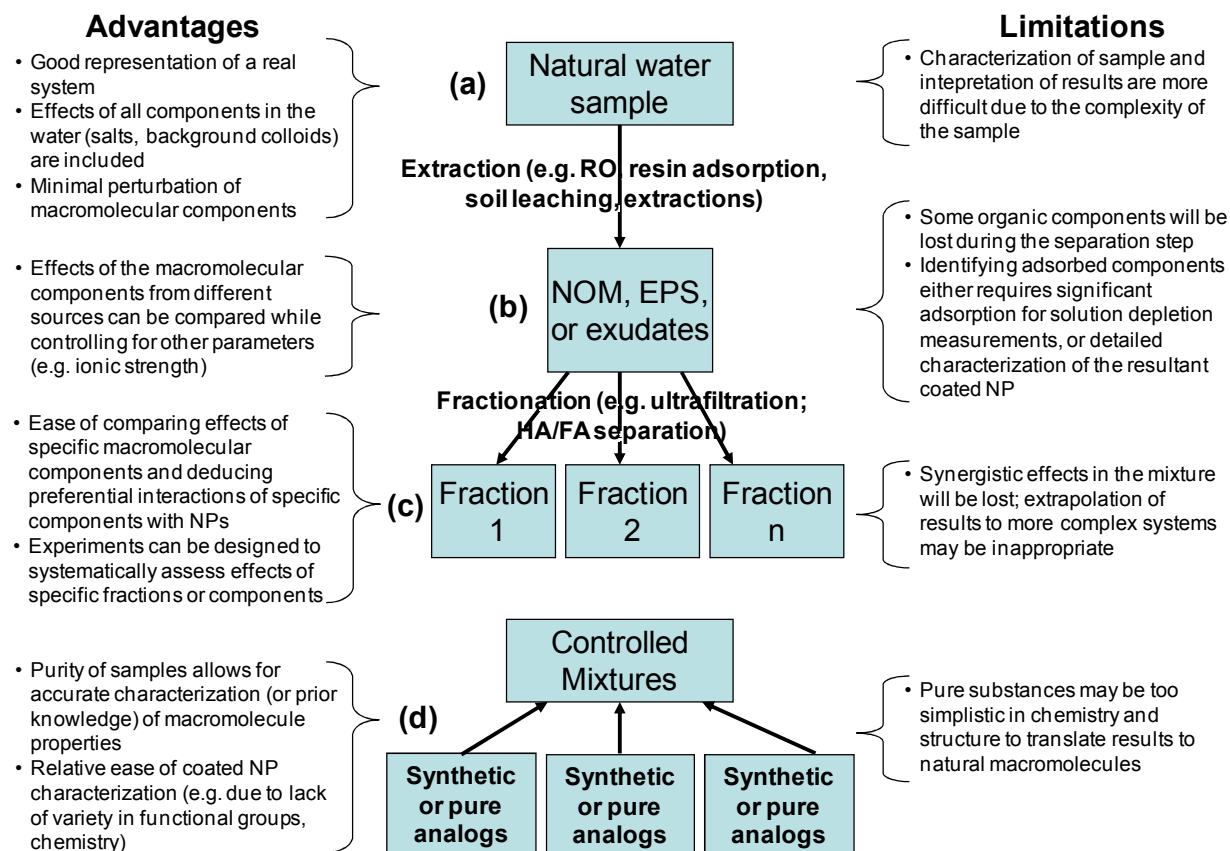 Advantages
Limitations
• Good representation of a real
system
• Effects of all components in the
water (salts, background colloids)
are included
• Minimal perturbation of
macromolecular components
(a)
Natural water
sample
• Characterization of sample and
intepretation of results are more
difficult due to the complexity of
the sample
Extraction (e.g. RO, resin adsorption,
soil leaching, extractions)
• Effects of the macromolecular
components from different
sources can be compared while
controlling for other parameters
(e.g. ionic strength)
(b)
NOM, EPS,
or exudates
• Some organic components will be
lost during the separation step
• Identifying adsorbed components
either requires significant
adsorption for solution depletion
measurements, or detailed
characterization of the resultant
coated NP
Fractionation (e.g. ultrafiltration;
HA/FA separation)
• Ease of comparing effects of
specific macromolecular
components and deducing
preferential interactions of specific
components with NPs
• Experiments can be designed to
systematically assess effects of
specific fractions or components
(c)
Fraction
1
Fraction
2
Fraction
n
• Synergistic effects in the mixture
will be lost; extrapolation of
results to more complex systems
may be inappropriate
• Purity of samples allows for
accurate characterization (or prior
knowledge) of macromolecule
properties
• Relative ease of coated NP
characterization (e.g. due to lack
of variety in functional groups,
chemistry)
(d)
Controlled
Mixtures
Synthetic
or pure
analogs
Synthetic
or pure
analogs
Synthetic
or pure
analogs
• Pure substances may be too
simplistic in chemistry and
structure to translate results to
natural macromolecules